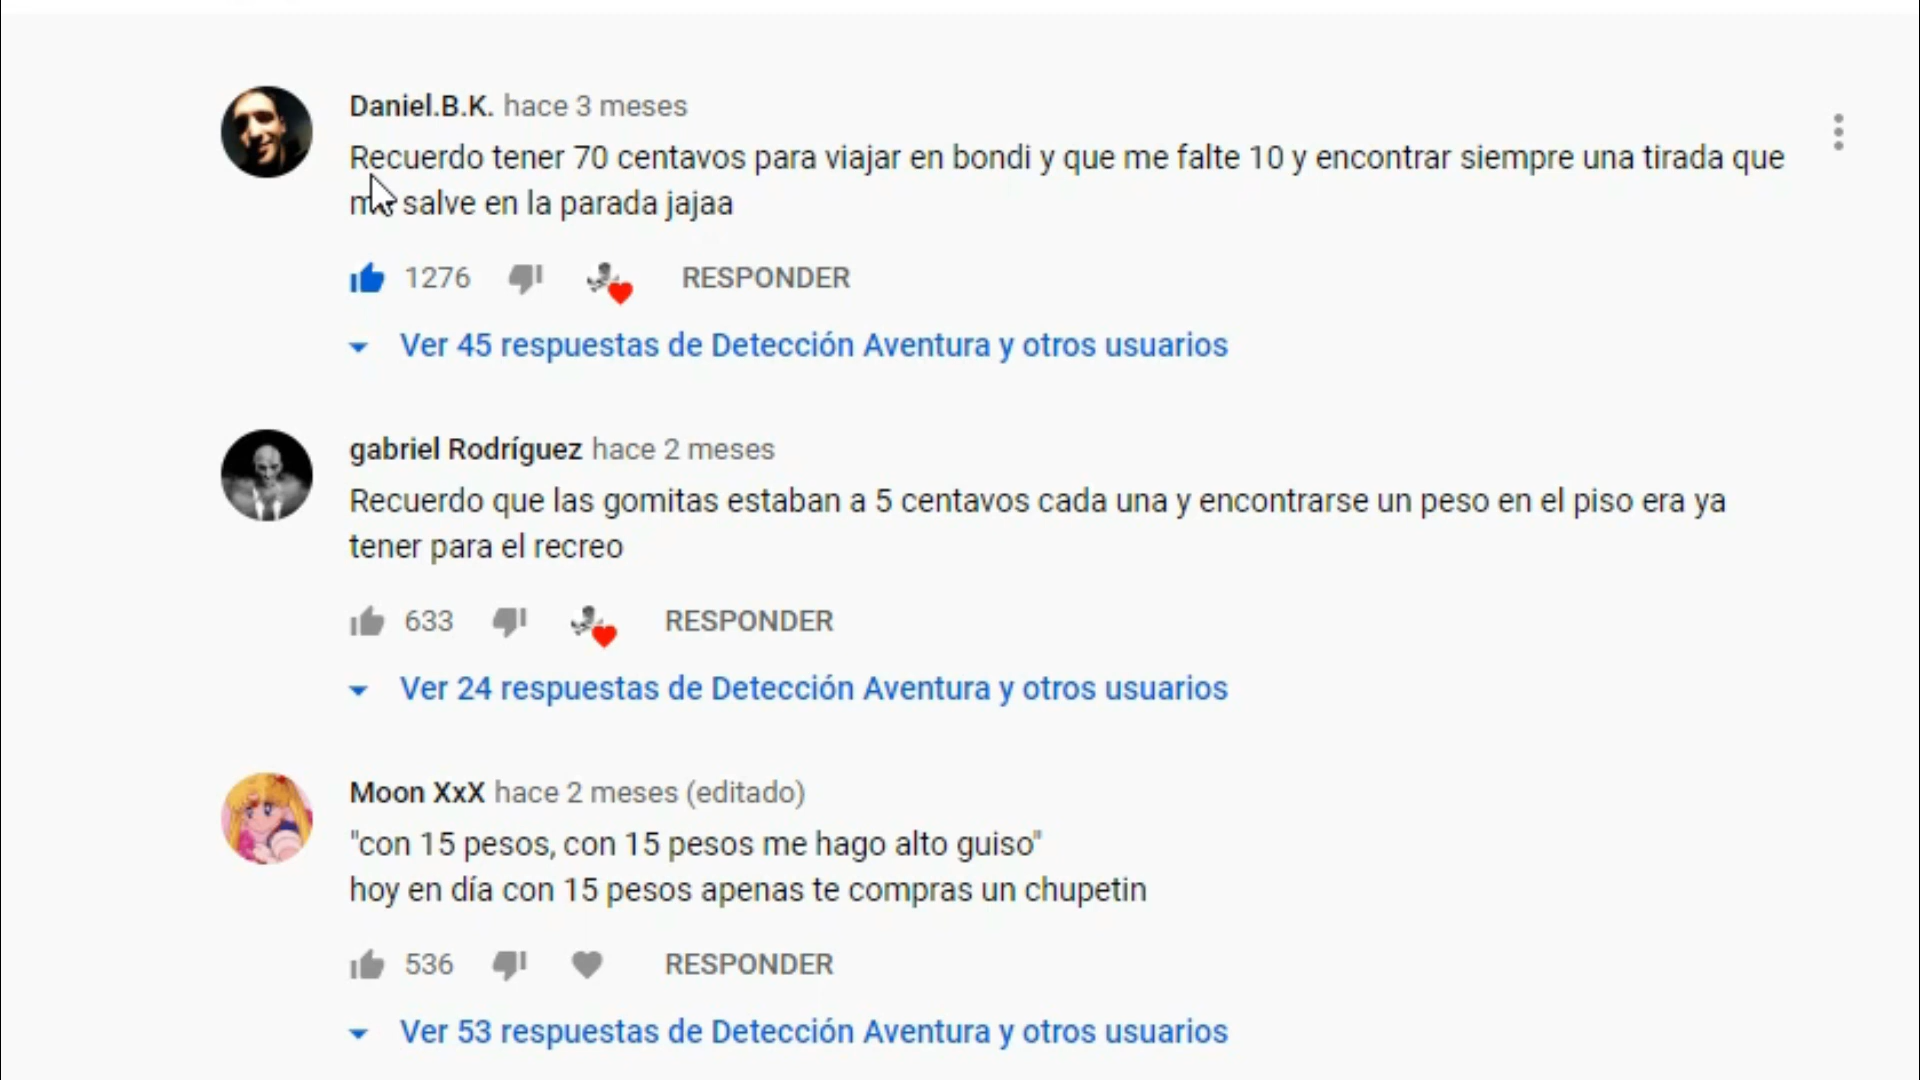 Daniel.B.K. hace 3 meses
Recuerdo tener 70 centavos para viajar en bondi y que me falte 10 y encontrar siempre una tirada que
salve en la parada jajaa
1276 RESPONDER
Ver 45 respuestas de Detección Aventura y otros usuarios
gabriel Rodríguez hace 2 meses
Recuerdo que las gomitas estaban a 5 centavos cada una y encontrarse un peso en el piso era ya
tener para el recreo
633 RESPONDER
Ver 24 respuestas de Detección Aventura y otros usuarios
Moon XxX hace 2 meses (editado)
"con 15 pesos, con 15 pesos me hago alto guiso"
hoy en día con 15 pesos apenas te compras un chupetin
536 RESPONDER
Ver 53 respuestas de Detección Aventura y otros usuarios